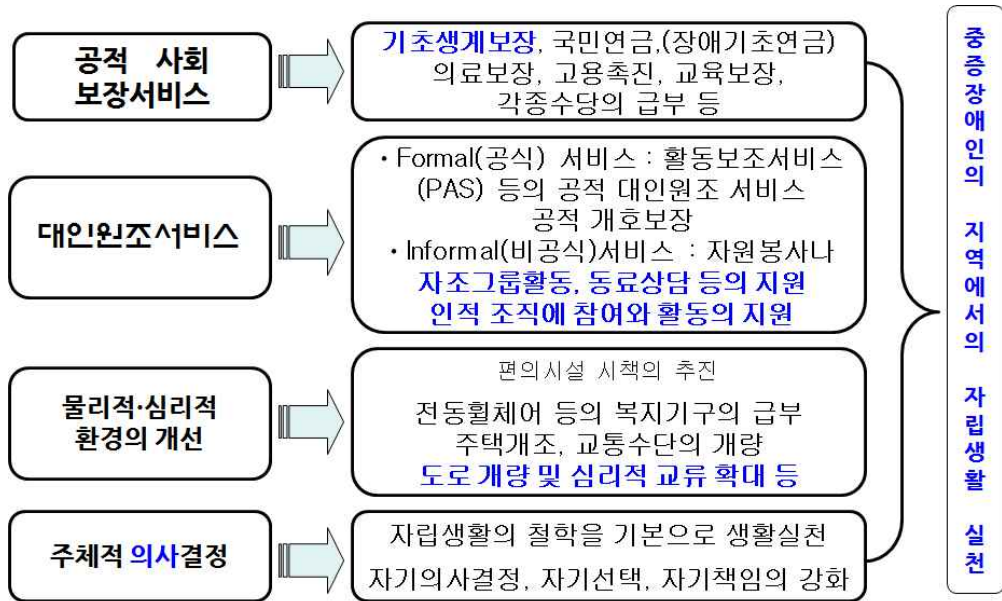 공적 사회
보장서비스
기초생계보장, 국민연금,(장애기초연금)
의료보장, 고용촉진, 교육보장,
각종수당의 급부 등
대인원조서비스
・Formal(공식) 서비스 : 활동보조서비스
(PAS) 등의 공적 대인원조 서비스
공적 개호보장
・Informal(비공식)서비스 : 자원봉사나
자조그룹활동, 동료상담 등의 지원
인적 조직에 참여와 활동의 지원
물리적·심리적
환경의 개선
편의시설 시책의 추진
전동휠체어 등의 복지기구의 급부
주택개조, 교통수단의 개량
도로 개량 및 심리적 교류 확대 등
주체적 의사결정
자립생활의 철학을 기본으로 생활실천
자기의사결정, 자기선택, 자기책임의 강화
중증장애인의 지역에서의 자립생활 실천